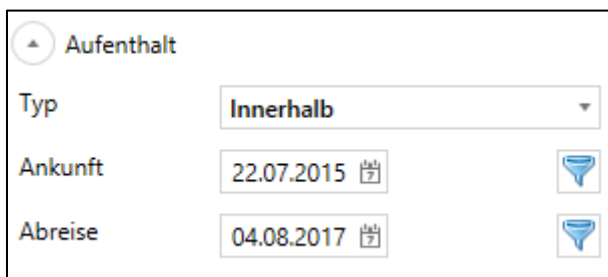 Aufenthalt
Typ Innerhalb
Ankunft 22.07.2015
Abreise 04.08.2017